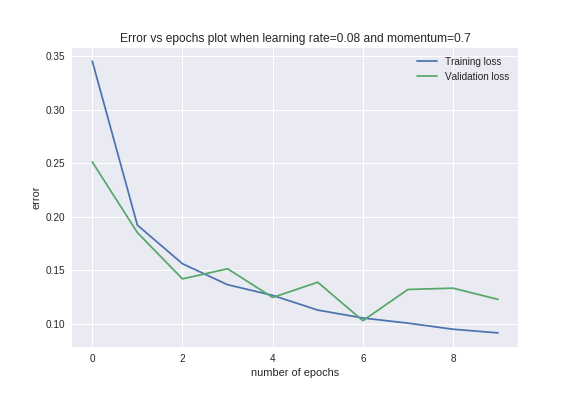 Error vs epochs plot when learning rate=0.08 and momentum=0.7
Training loss
Validation loss
0.35
0.30
0.25
0.20
0.15
0.10
error
0 2 4 6 8
number of epochs